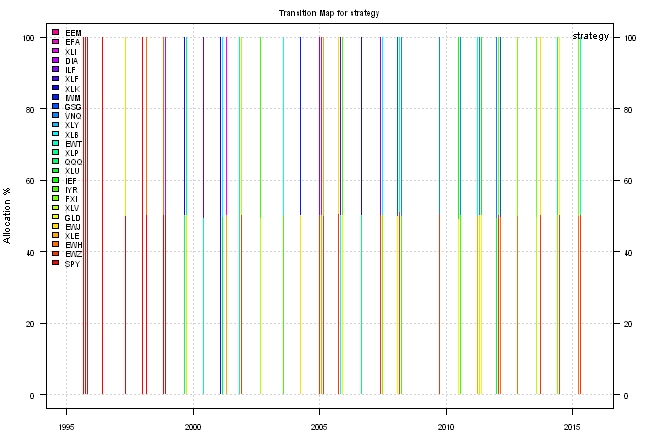 Transition Map for strategy
strategy
Allocation %
100
80
60
40
20
0
100
80
60
40
20
0
EEM
EFA
XLI
DIA
ILF
XLF
XLK
IWM
GSG
VNQ
XLY
XLB
EWT
XLP
QQQ
XLU
IEF
IYR
FXI
XLV
GLD
EWJ
XLE
EWH
EWZ
SPY
1995
2000
2005
2010
2015